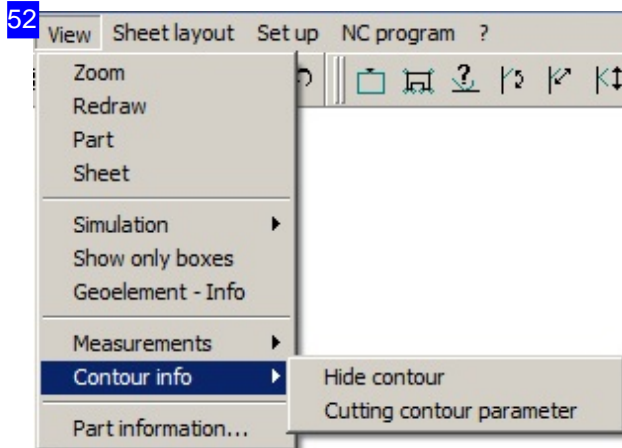 52
View Sheet layout Set up NC program ?
Zoom
Redraw
Part
Sheet
Simulation
Show only boxes
Geoelement - Info
Measurements
Contour info
Hide contour
Cutting contour parameter
Part information...